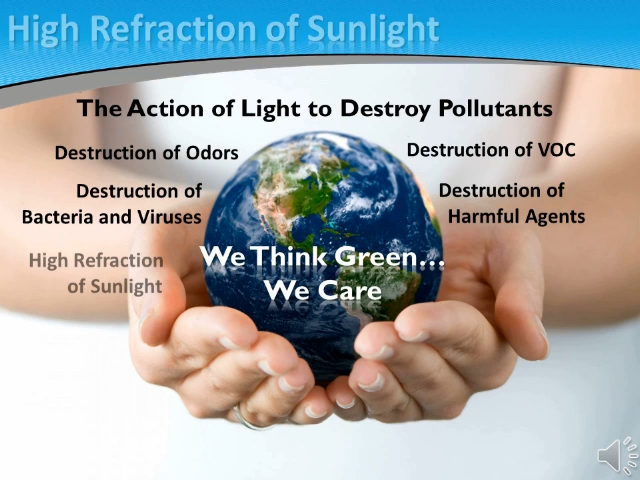 High Refraction of Sunlight
The Action of Light to Destroy Pollutants
Destruction of Odors
Destruction of VOC
Destruction of
Bacteria and Viruses
Destruction of
Harmful Agents
High Refraction
of Sunlight
We Think Green...
We Care